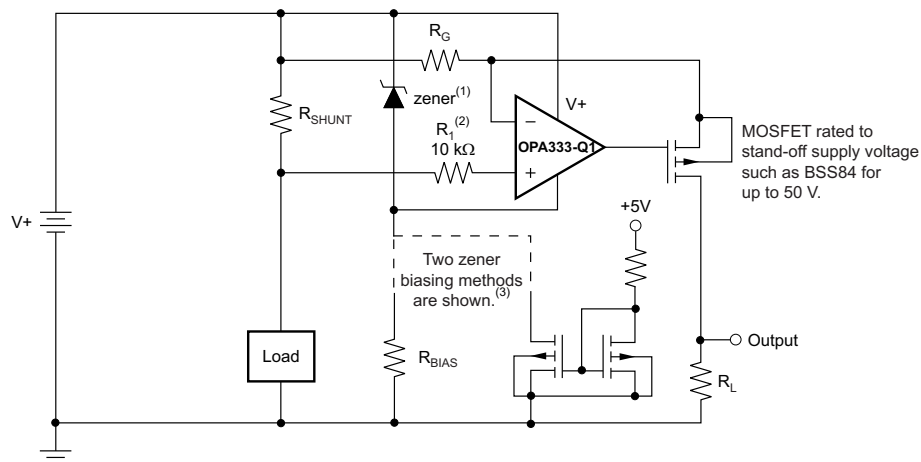 R_G
zener(1)
V+
R_SHUNT
R_1(2)
10 kΩ
−
OPA333-Q1
+
MOSFET rated to
stand-off supply voltage
such as BSS84 for
up to 50 V.
+5V
V+
Two zener
biasing methods
are shown.(3)
Output
Load
R_BIAS
R_L